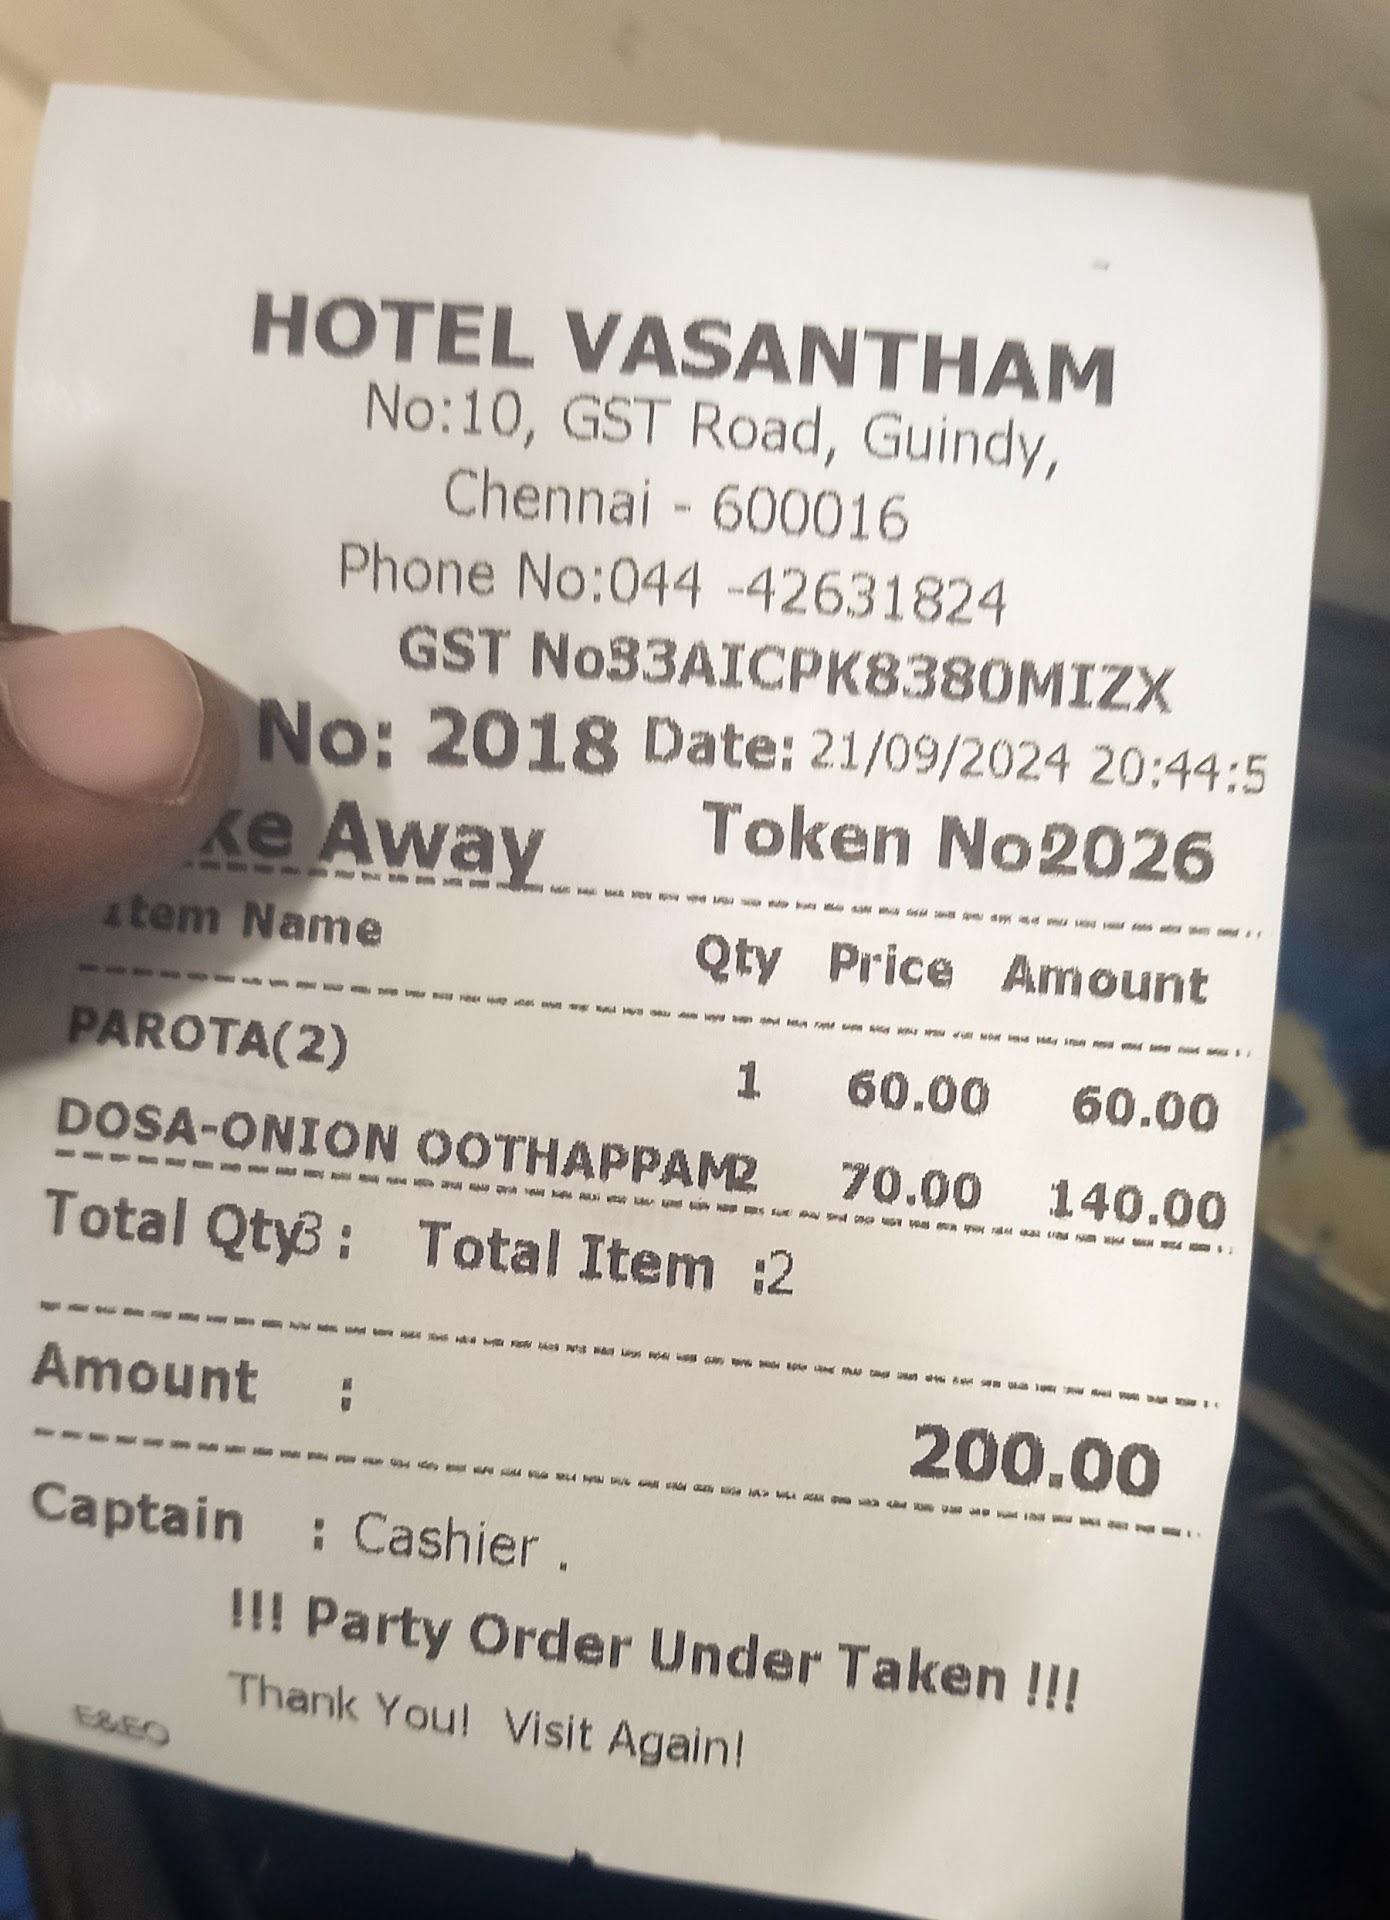 HOTEL VASANTHAM
No:10, GST Road, Guindy,
Chennai - 600016
Phone No:044 -42631824
GST No33AICPK8380MIZX
No: 2018 Date: 21/09/2024 20:44:5
ke Away Token No2026
Item Name Qty Price Amount
PAROTA(2) 1 60.00 60.00
DOSA-ONION OOTHAPPAM2 70.00 140.00
Total Qty3 : Total Item :2
Amount : 200.00
Captain : Cashier .
!!! Party Order Under Taken !!!
Thank You! Visit Again!
E&EO